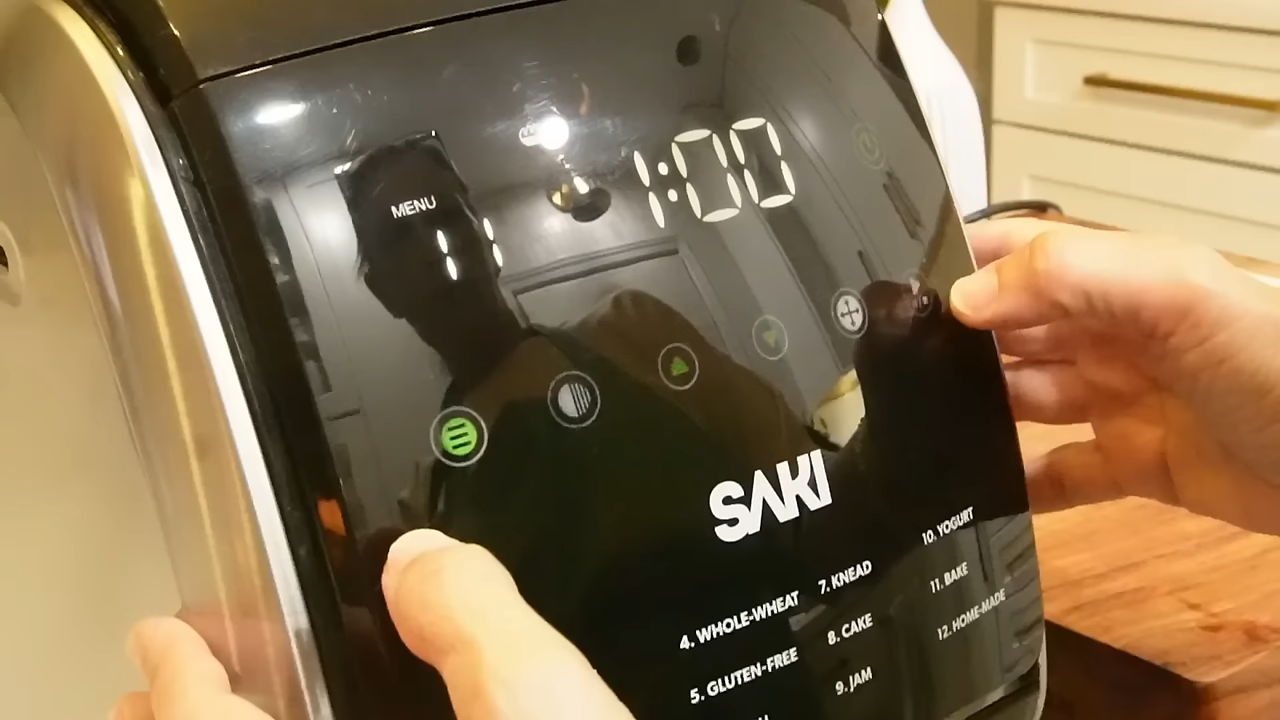 MENU
11
1:00
SAKI
4. WHOLE-WHEAT
5. GLUTEN-FREE
7. KNEAD
8. CAKE
9. JAM
10. YOGURT
11. BAKE
12. HOME-MADE